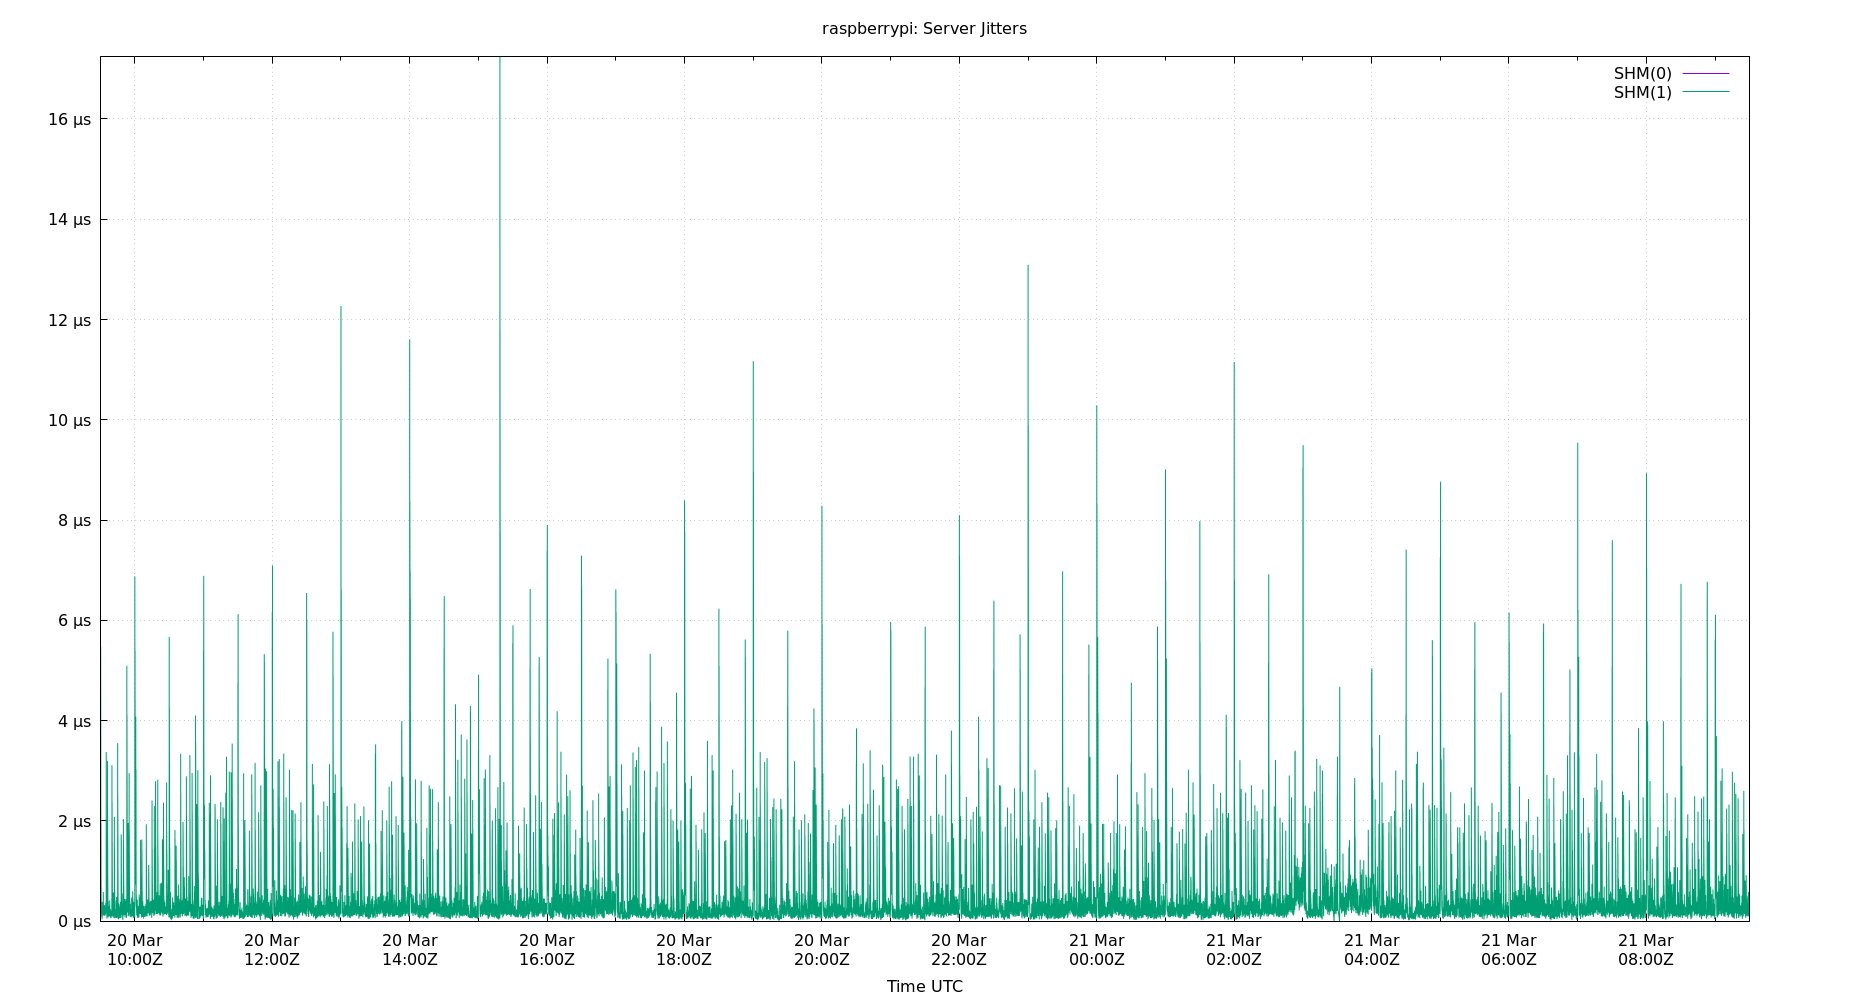 raspberrypi: Server Jitters
SHM(0)
SHM(1)
16 µs
14 µs
12 µs
10 µs
8 µs
6 µs
4 µs
2 µs
0 µs
20 Mar 20 Mar 20 Mar 20 Mar 20 Mar 20 Mar 20 Mar 21 Mar 21 Mar 21 Mar 21 Mar 21 Mar
10:00Z 12:00Z 14:00Z 16:00Z 18:00Z 20:00Z 22:00Z 00:00Z 02:00Z 04:00Z 06:00Z 08:00Z
Time UTC